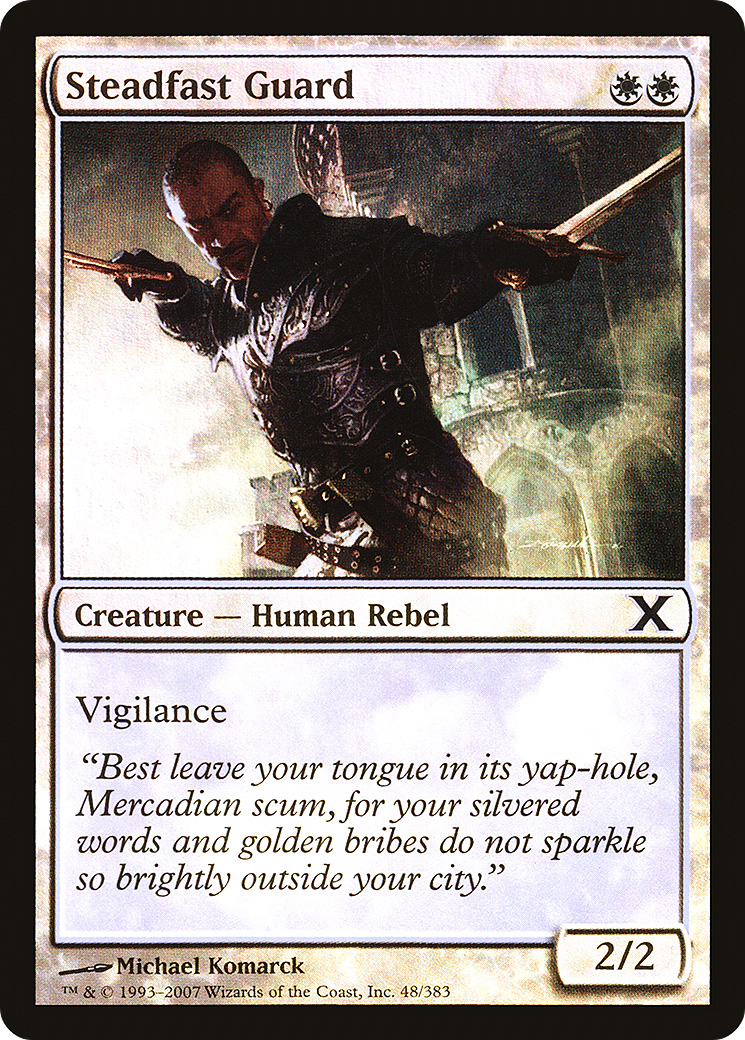 Steadfast Guard
Creature — Human Rebel
X
Vigilance
“Best leave your tongue in its yap-hole,
Mercadian scum, for your silvered
words and golden bribes do not sparkle
so brightly outside your city.”
2/2
Michael Komarck
™ & © 1993–2007 Wizards of the Coast, Inc. 48/383